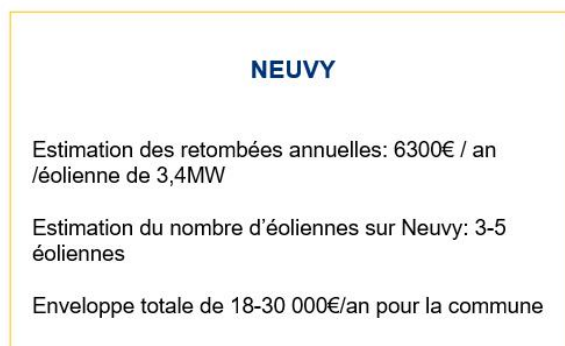 NEUVY
Estimation des retombées annuelles: 6300€ / an
/éolienne de 3,4MW
Estimation du nombre d'éoliennes sur Neuvy: 3-5
éoliennes
Enveloppe totale de 18-30 000€/an pour la commune